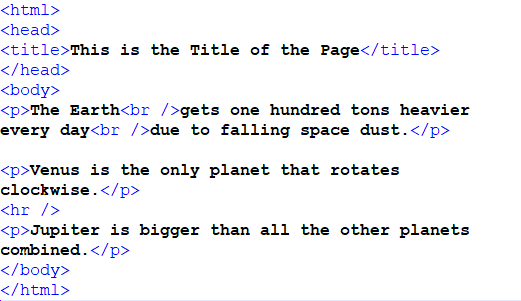 <html>
<head>
<title>This is the Title of the Page</title>
</head>
<body>
<p>The Earth<br />gets one hundred tons heavier
every day<br />due to falling space dust.</p>
<p>Venus is the only planet that rotates
clockwise.</p>
<hr />
<p>Jupiter is bigger than all the other planets
combined.</p>
</body>
</html>